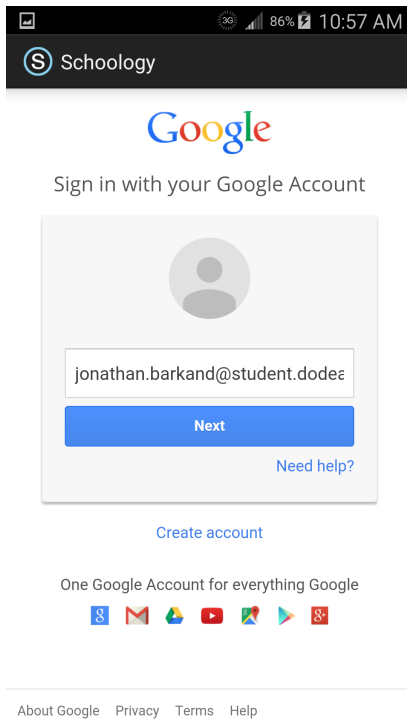 3G 86% 10:57 AM
S Schoology
Google
Sign in with your Google Account
jonathan.barkand@student.dodea
Next
Need help?
Create account
One Google Account for everything Google
About Google Privacy Terms Help